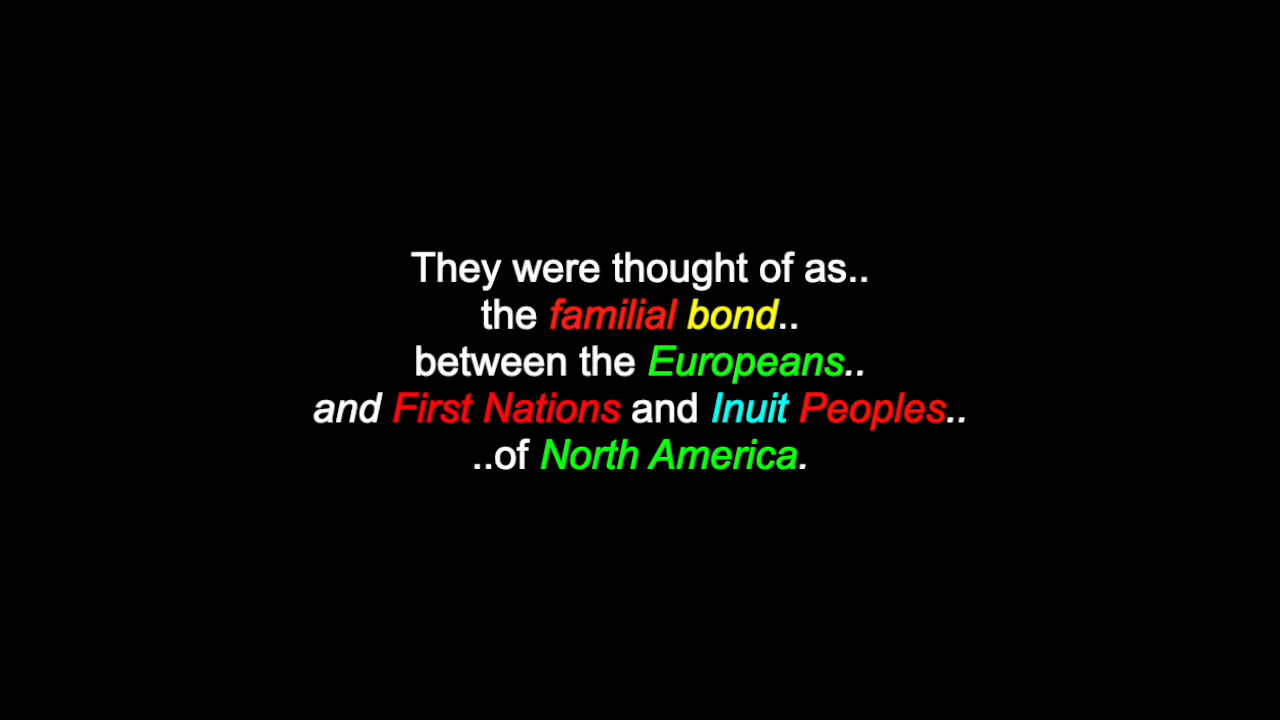 They were thought of as..
the familial bond..
between the Europeans..
and First Nations and Inuit Peoples..
..of North America.